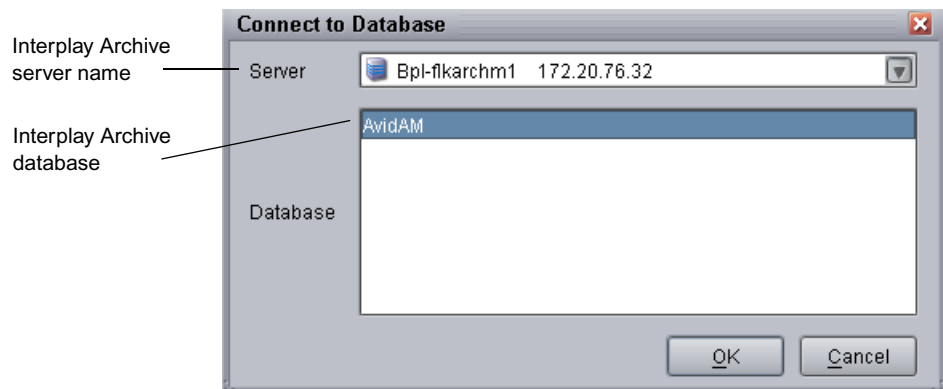 Connect to Database
Interplay Archive
server name
Server
Bpl-flkarchm1 172.20.76.32
Interplay Archive
database
AvidAM
Database
OK
Cancel